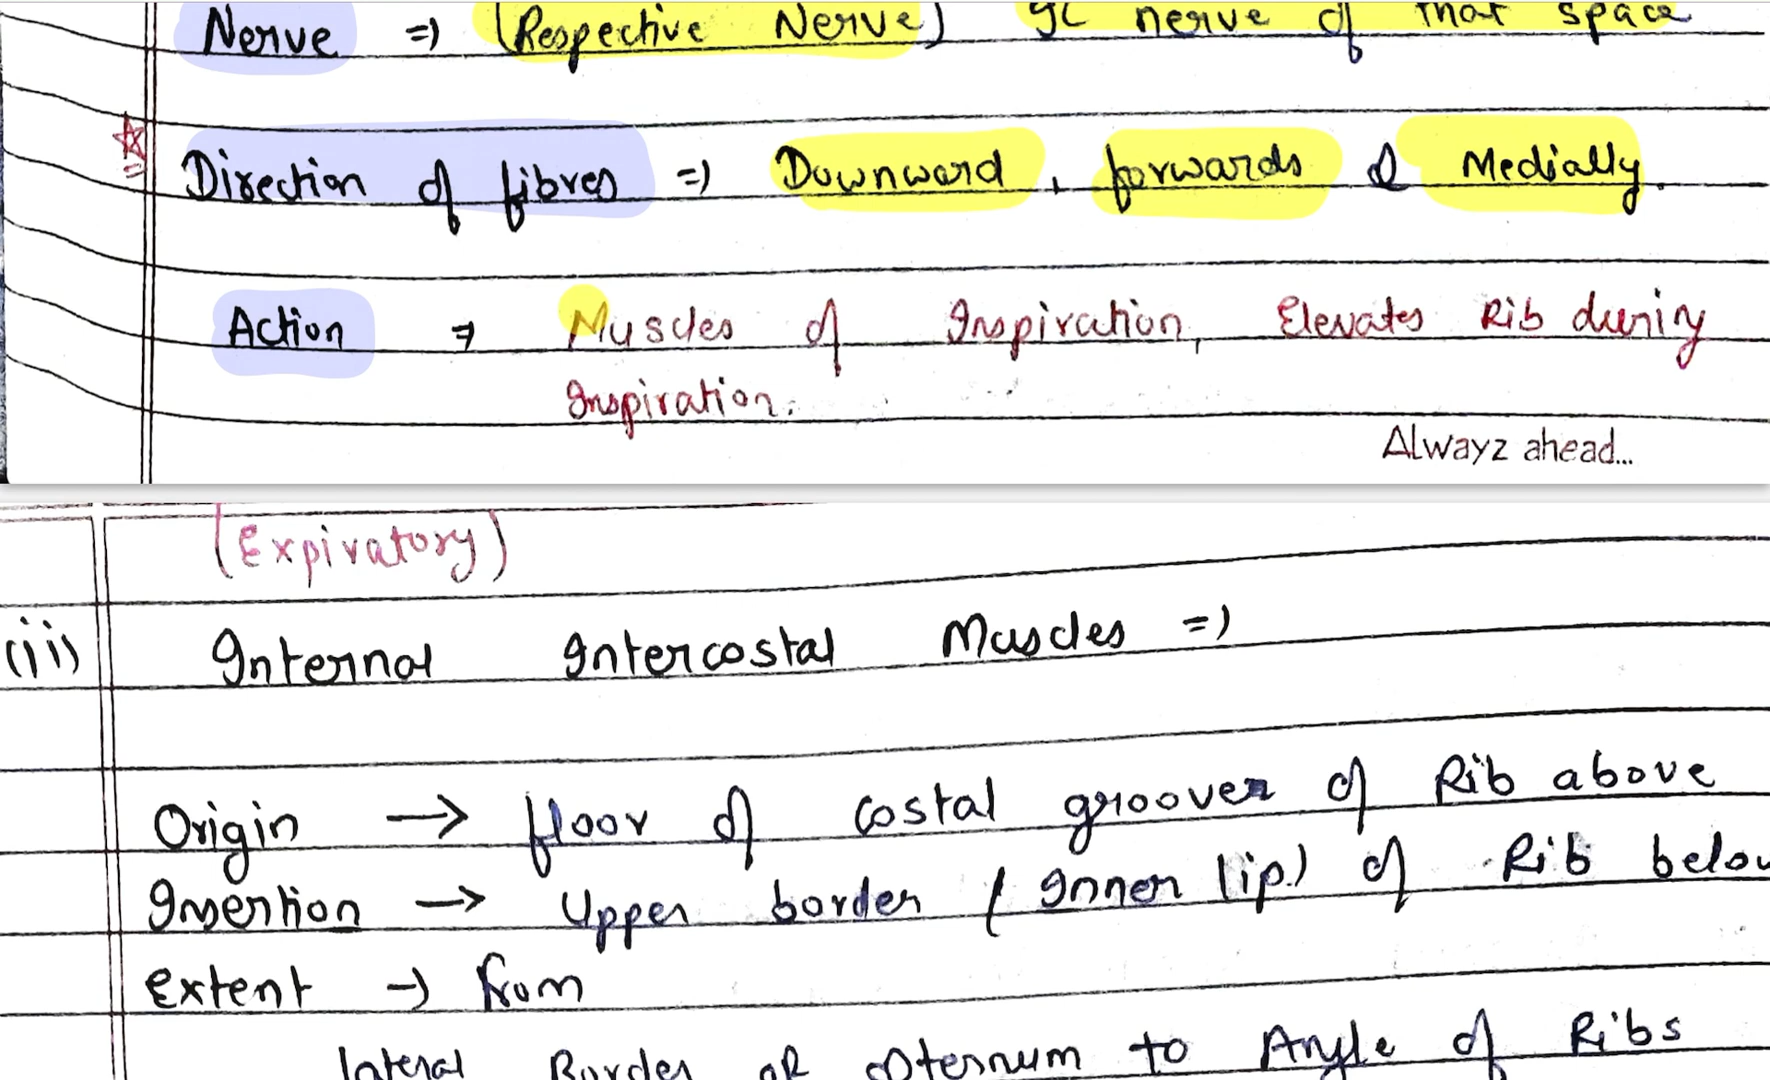 Nerve => (Respective Nerve) IC nerve of that space
Direction of fibres => Downward, forwards & Medially.
Action => Muscles of Inspiration, Elevates Rib during
Inspiration.
Alwayz ahead...
(Expiratory)
(ii) Internal Intercostal Muscles =>
Origin → floor of costal groover of Rib above
Insertion → Upper border (Inner lip) of Rib below
Extent → from
lateral Border of sternum to Angle of Ribs